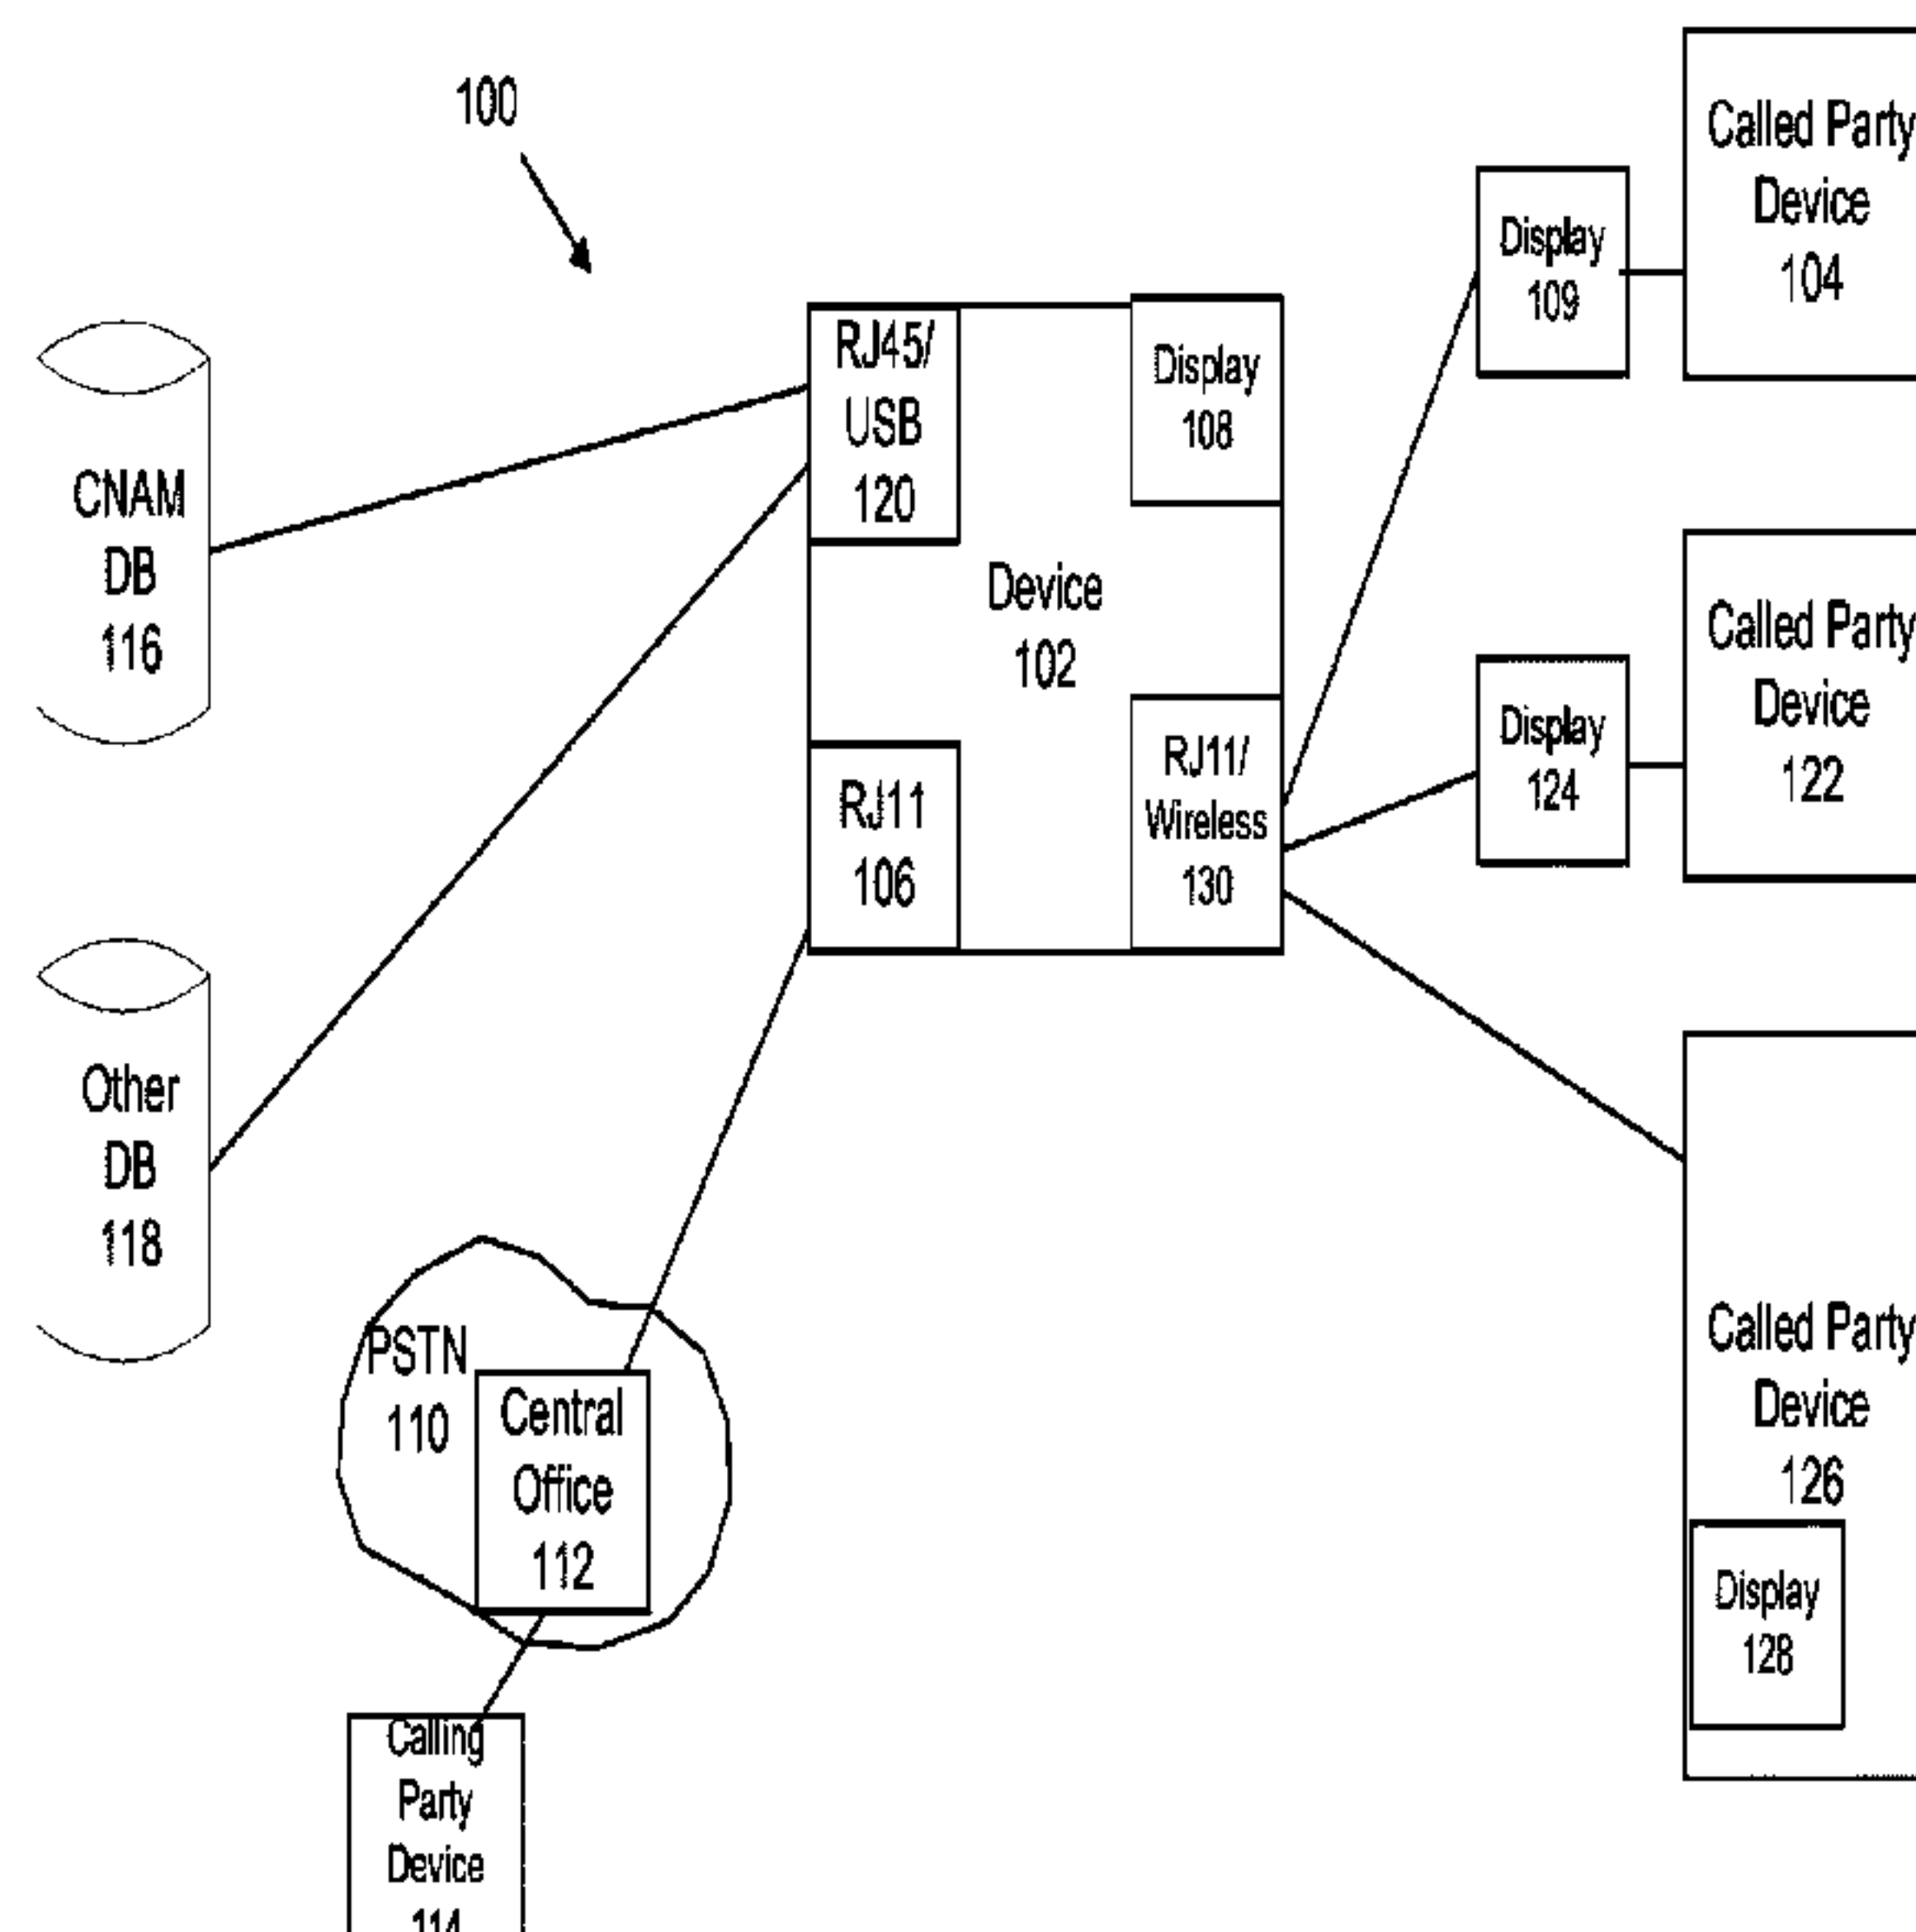 100
CNAM
DB
116
Other
DB
118
RJ45/
USB
120
Display
108
Device
102
RJ11
106
RJ11/
Wireless
130
PSTN
110
Central
Office
112
Calling
Party
Device
114
Display
109
Called Party
Device
104
Display
124
Called Party
Device
122
Called Party
Device
126
Display
128